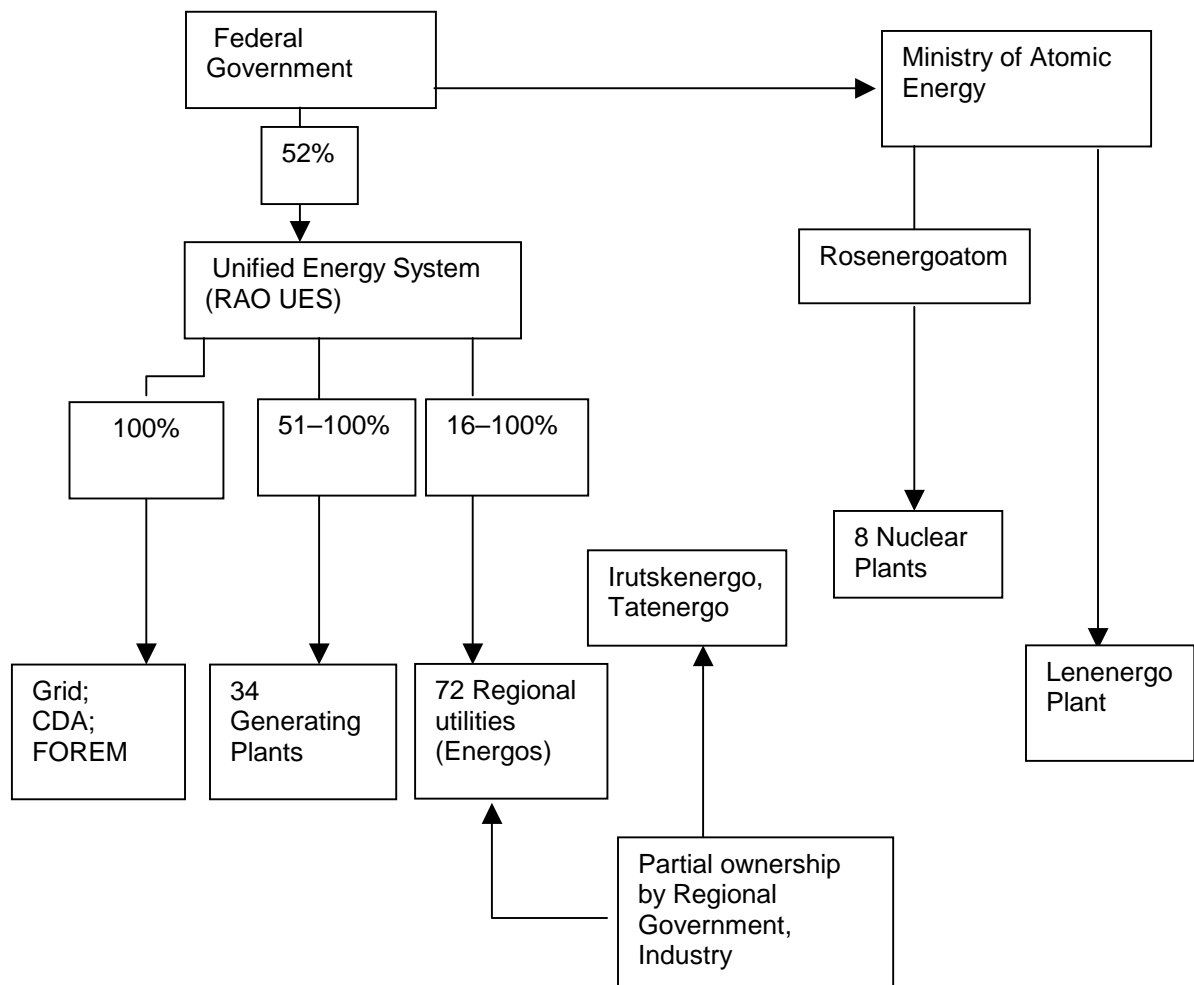 Federal
Government
Ministry of Atomic
Energy
52%
Unified Energy System
(RAO UES)
Rosenergoatom
100%
51–100%
16–100%
8 Nuclear
Plants
Irutskenergo,
Tatenergo
Grid;
CDA;
FOREM
34
Generating
Plants
72 Regional
utilities
(Energos)
Lenenergo
Plant
Partial ownership
by Regional
Government,
Industry